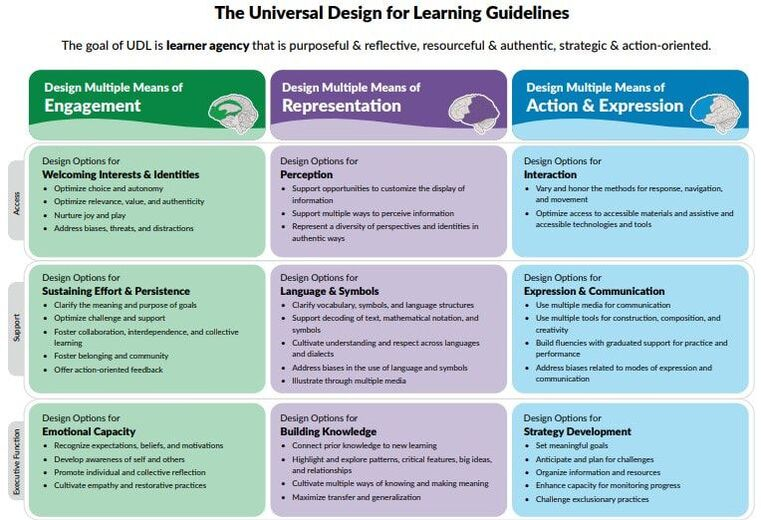 The Universal Design for Learning Guidelines
The goal of UDL is learner agency that is purposeful & reflective, resourceful & authentic, strategic & action-oriented.
Design Multiple Means of
Engagement
Design Multiple Means of
Representation
Design Multiple Means of
Action & Expression
Access
Design Options for
Welcoming Interests & Identities
• Optimize choice and autonomy
• Optimize relevance, value, and authenticity
• Nurture joy and play
• Address biases, threats, and distractions
Design Options for
Perception
• Support opportunities to customize the display of
information
• Support multiple ways to perceive information
• Represent a diversity of perspectives and identities in
authentic ways
Design Options for
Interaction
• Vary and honor the methods for response, navigation,
and movement
• Optimize access to accessible materials and assistive and
accessible technologies and tools
Support
Design Options for
Sustaining Effort & Persistence
• Clarify the meaning and purpose of goals
• Optimize challenge and support
• Foster collaboration, interdependence, and collective
learning
• Foster belonging and community
• Offer action-oriented feedback
Design Options for
Language & Symbols
• Clarify vocabulary, symbols, and language structures
• Support decoding of text, mathematical notation, and
symbols
• Cultivate understanding and respect across languages
and dialects
• Address biases in the use of language and symbols
• Illustrate through multiple media
Design Options for
Expression & Communication
• Use multiple media for communication
• Use multiple tools for construction, composition, and
creativity
• Build fluencies with graduated support for practice and
performance
• Address biases related to modes of expression and
communication
Executive Function
Design Options for
Emotional Capacity
• Recognize expectations, beliefs, and motivations
• Develop awareness of self and others
• Promote individual and collective reflection
• Cultivate empathy and restorative practices
Design Options for
Building Knowledge
• Connect prior knowledge to new learning
• Highlight and explore patterns, critical features, big ideas,
and relationships
• Cultivate multiple ways of knowing and making meaning
• Maximize transfer and generalization
Design Options for
Strategy Development
• Set meaningful goals
• Anticipate and plan for challenges
• Organize information and resources
• Enhance capacity for monitoring progress
• Challenge exclusionary practices